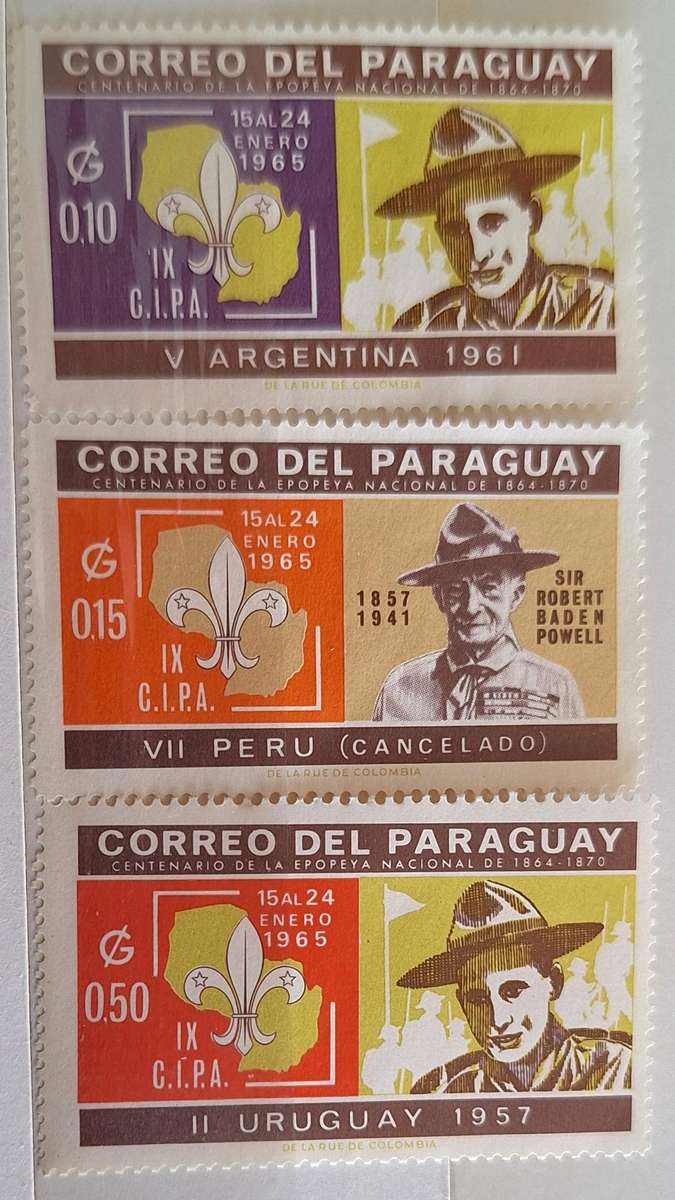 CORREO DEL PARAGUAY
CENTENARIO DE LA EPOPEYA NACIONAL DE 1864-1870
15 AL 24
ENERO
1965
₲
0.10
IX
C.I.P.A.
V ARGENTINA 1961
DE LA RUE DE COLOMBIA
CORREO DEL PARAGUAY
CENTENARIO DE LA EPOPEYA NACIONAL DE 1864-1870
15 AL 24
ENERO
1965
₲
0.15
IX
C.I.P.A.
1857
1941
SIR
ROBERT
BADEN
POWELL
VII PERU (CANCELADO)
DE LA RUE DE COLOMBIA
CORREO DEL PARAGUAY
CENTENARIO DE LA EPOPEYA NACIONAL DE 1864-1870
15 AL 24
ENERO
1965
₲
0.50
IX
C.I.P.A.
II URUGUAY 1957
DE LA RUE DE COLOMBIA